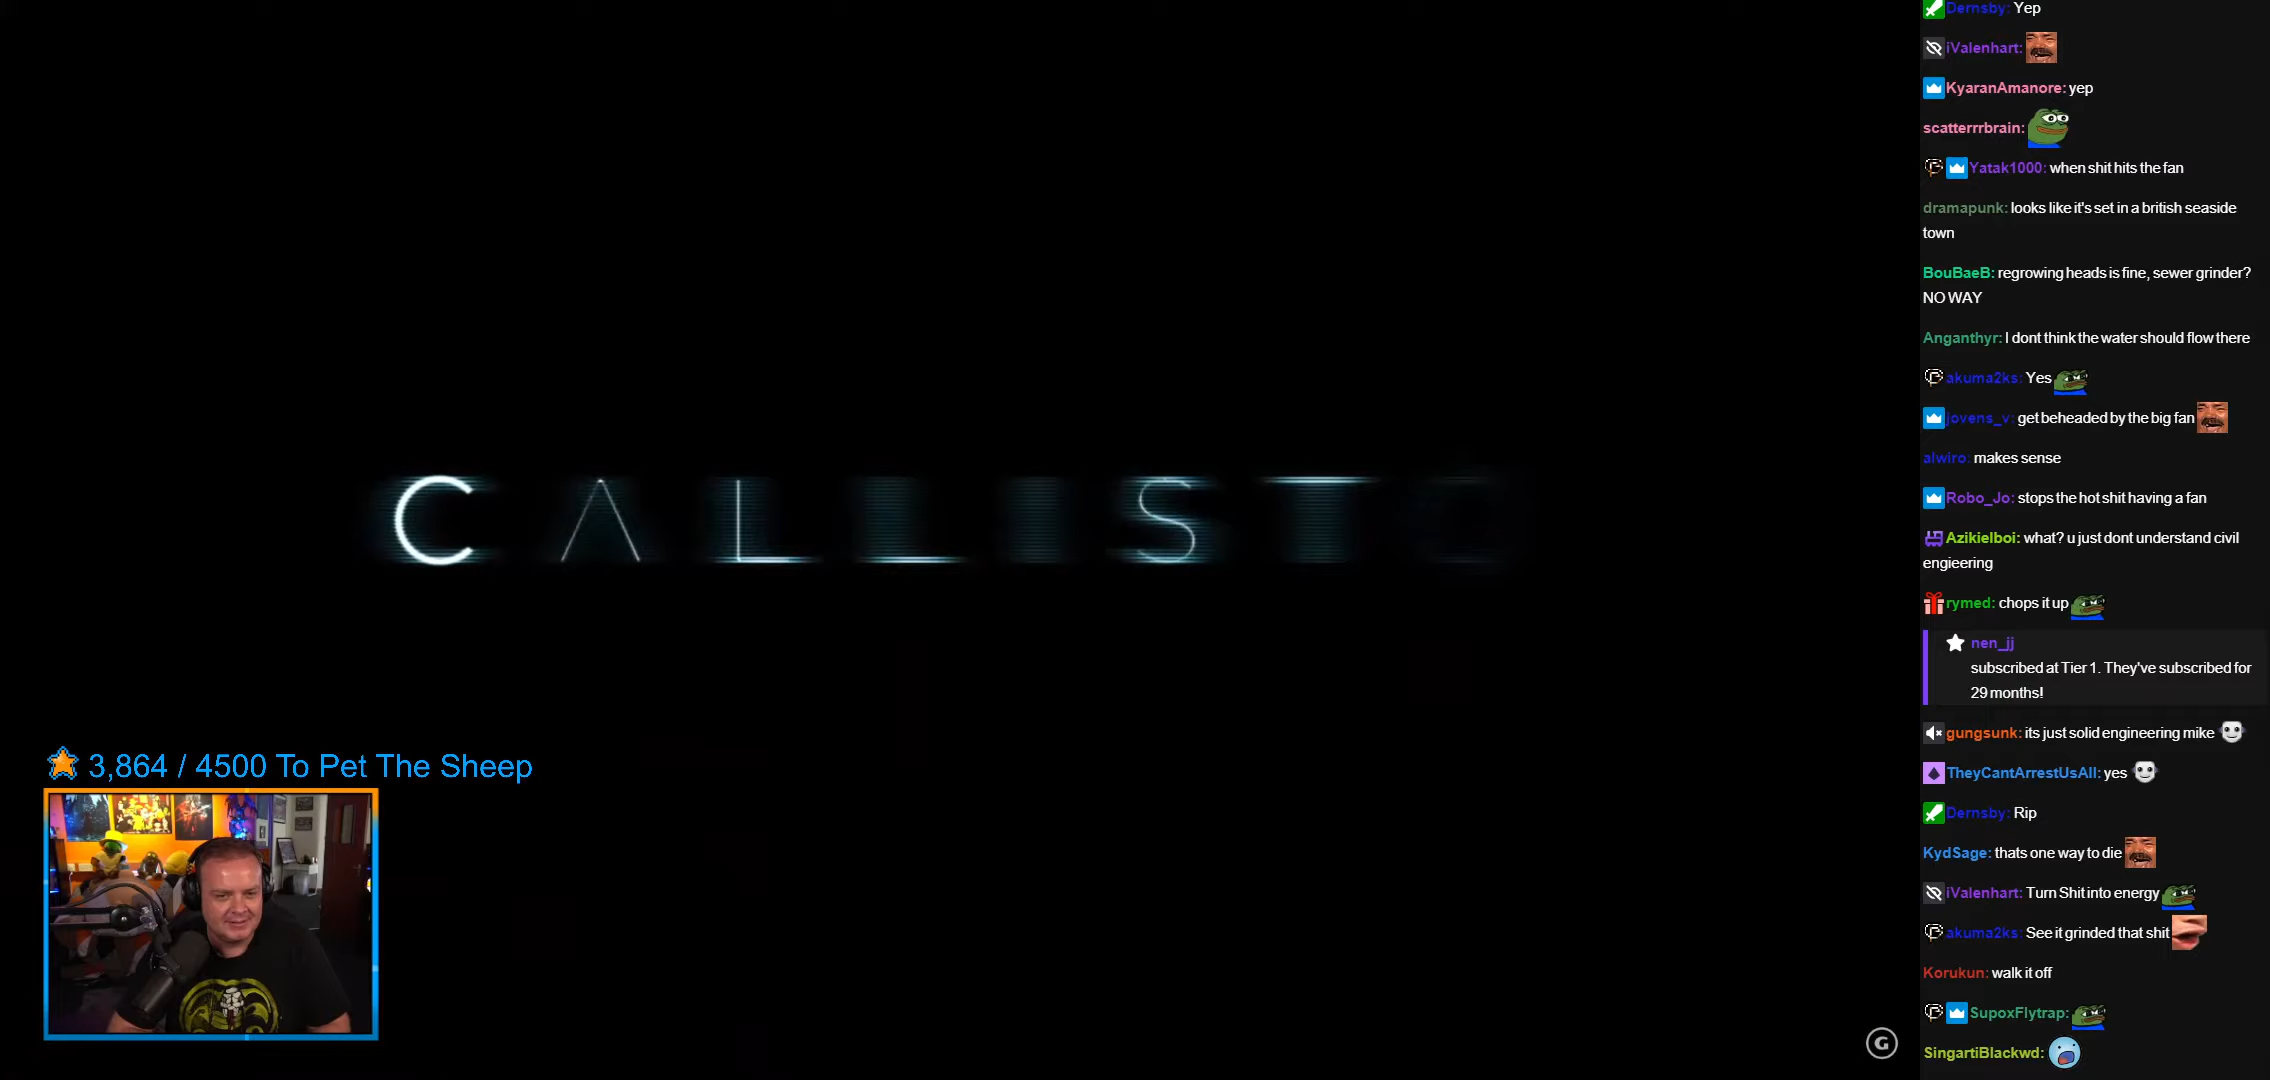 CALLISTO
3,864 / 4500 To Pet The Sheep
G
Dernsby: Yep
iValenhart:
KyaranAmanore: yep
scatterrrbrain:
Yatak1000: when shit hits the fan
dramapunk: looks like it's set in a british seaside
town
BouBaeB: regrowing heads is fine, sewer grinder?
NO WAY
Anganthyr: I dont think the water should flow there
akuma2ks: Yes
jovens_v: get beheaded by the big fan
alwiro: makes sense
Robo_Jo: stops the hot shit having a fan
Azikielboi: what? u just dont understand civil
engieering
rymed: chops it up
nen_jj
subscribed at Tier 1. They've subscribed for
29 months!
gungsunk: its just solid engineering mike
TheyCantArrestUsAll: yes
Dernsby: Rip
KydSage: thats one way to die
iValenhart: Turn Shit into energy
akuma2ks: See it grinded that shit
Korukun: walk it off
SupoxFlytrap:
SingartiBlackwd: